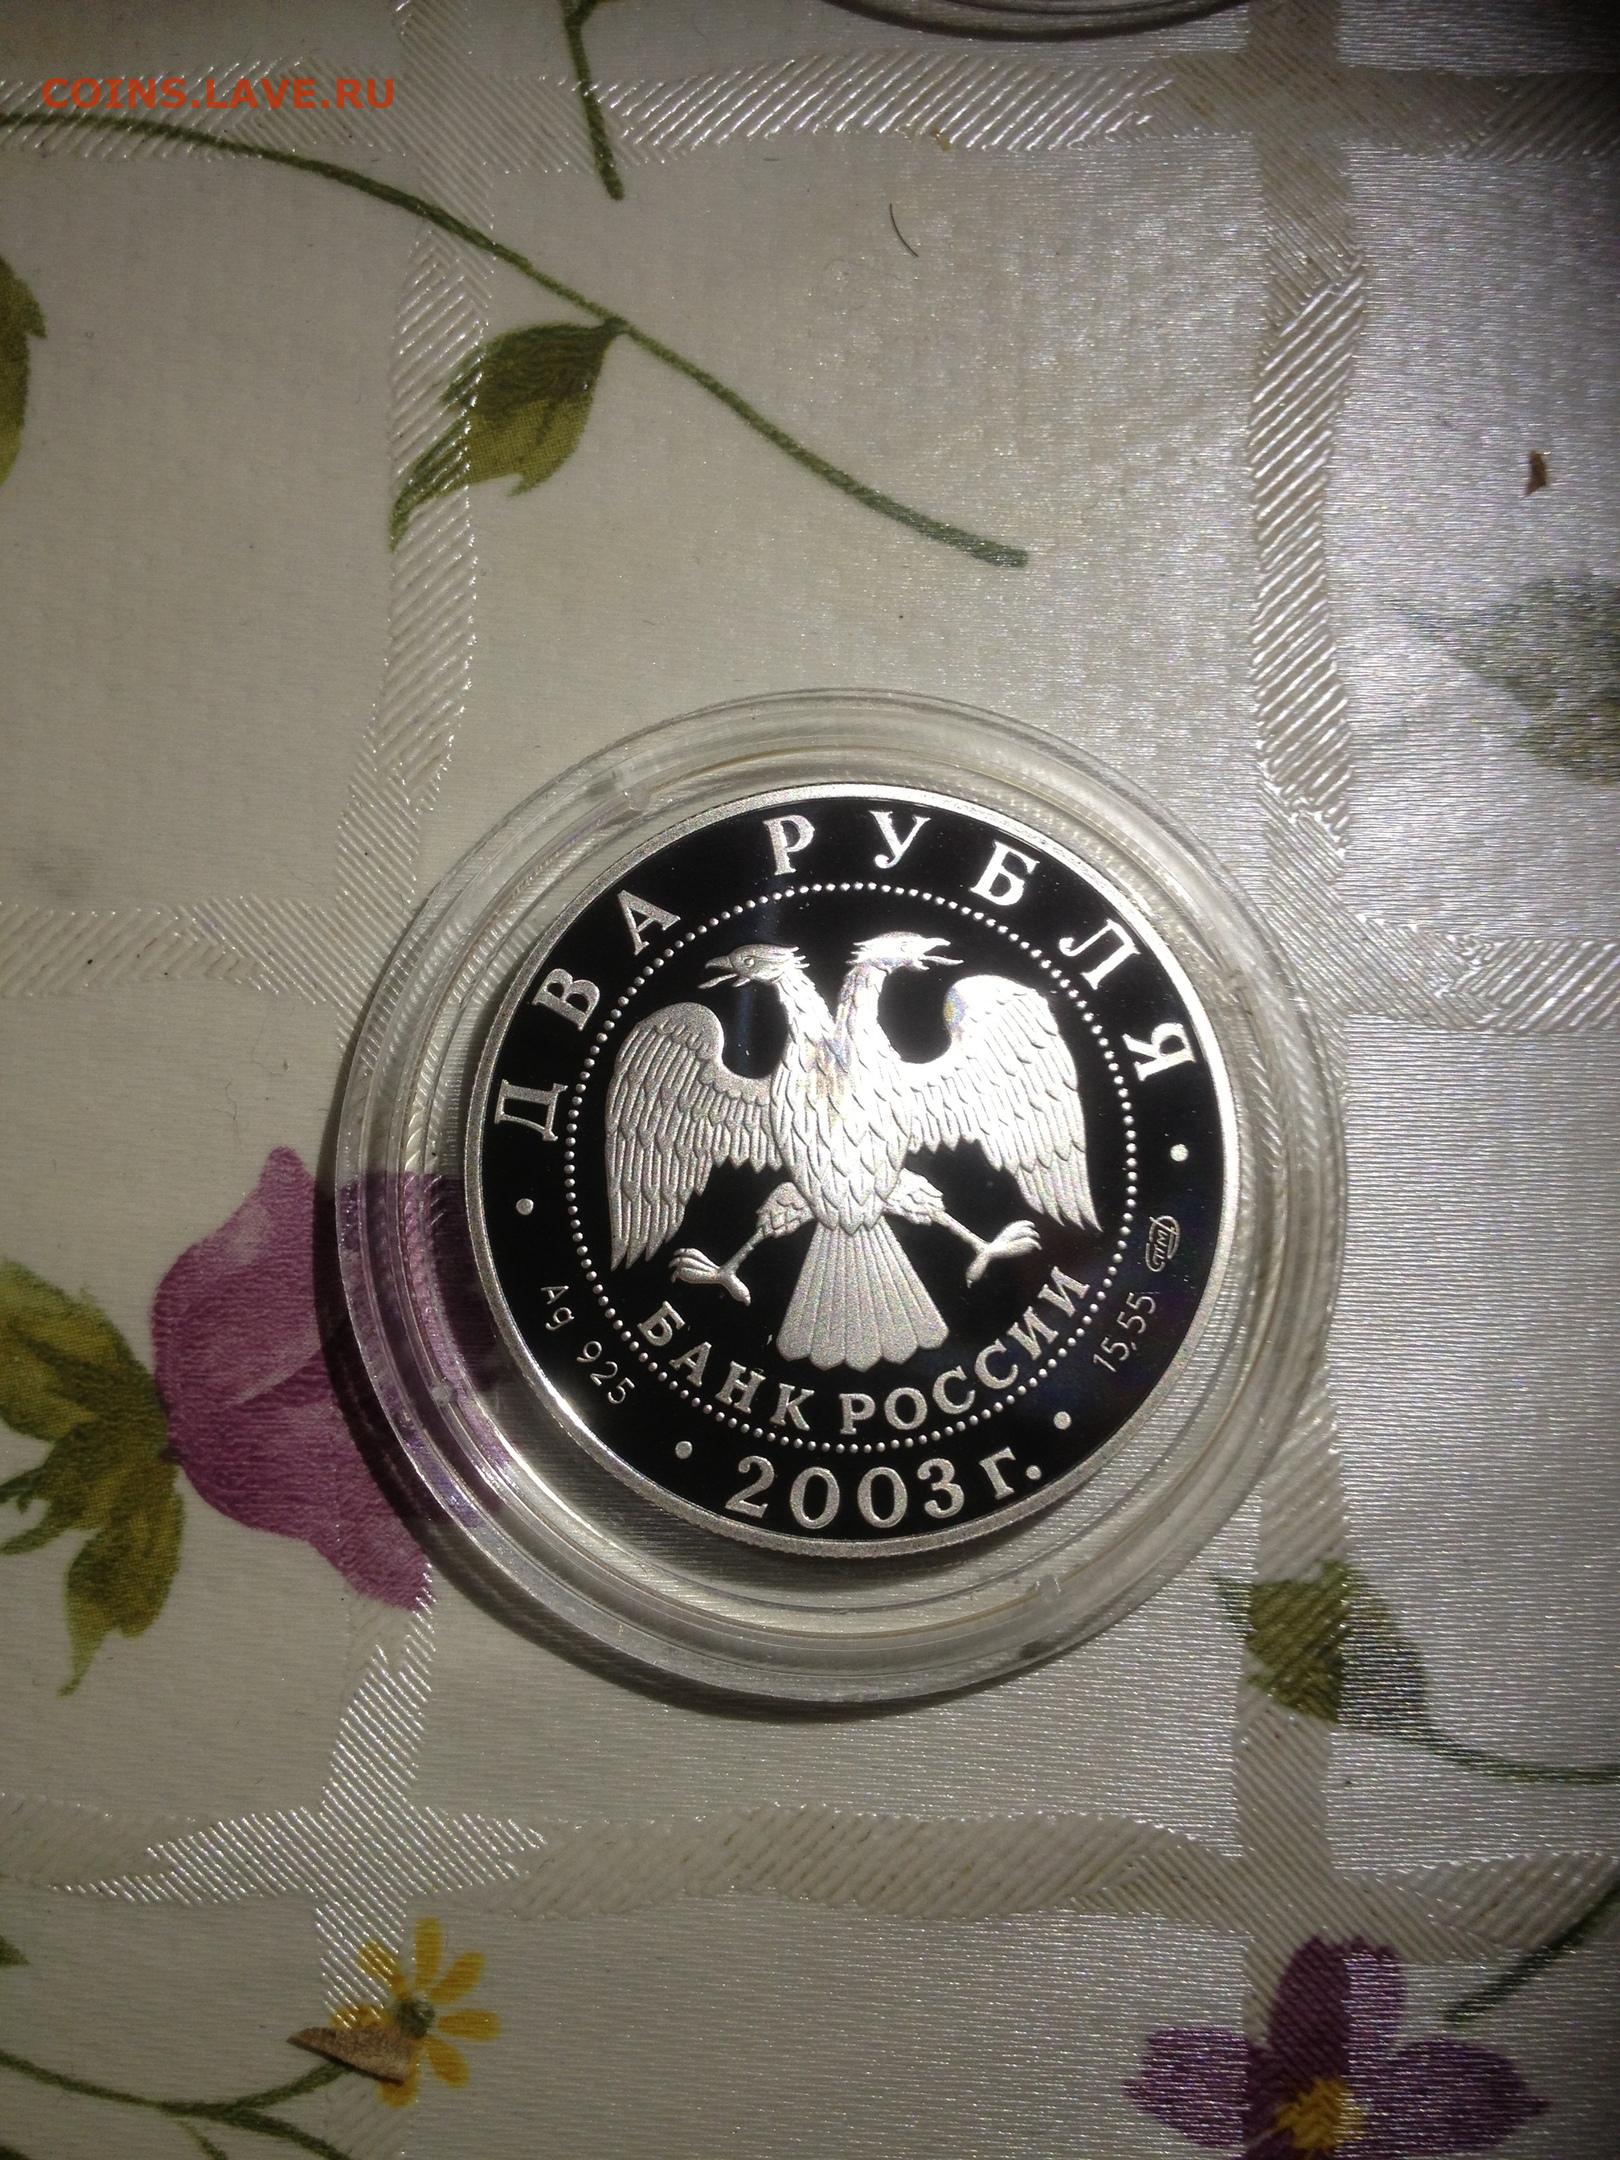 COINS.LAVE.RU
ДВА РУБЛЯ
БАНК РОССИИ
Ag 925
15,55
2003 г.